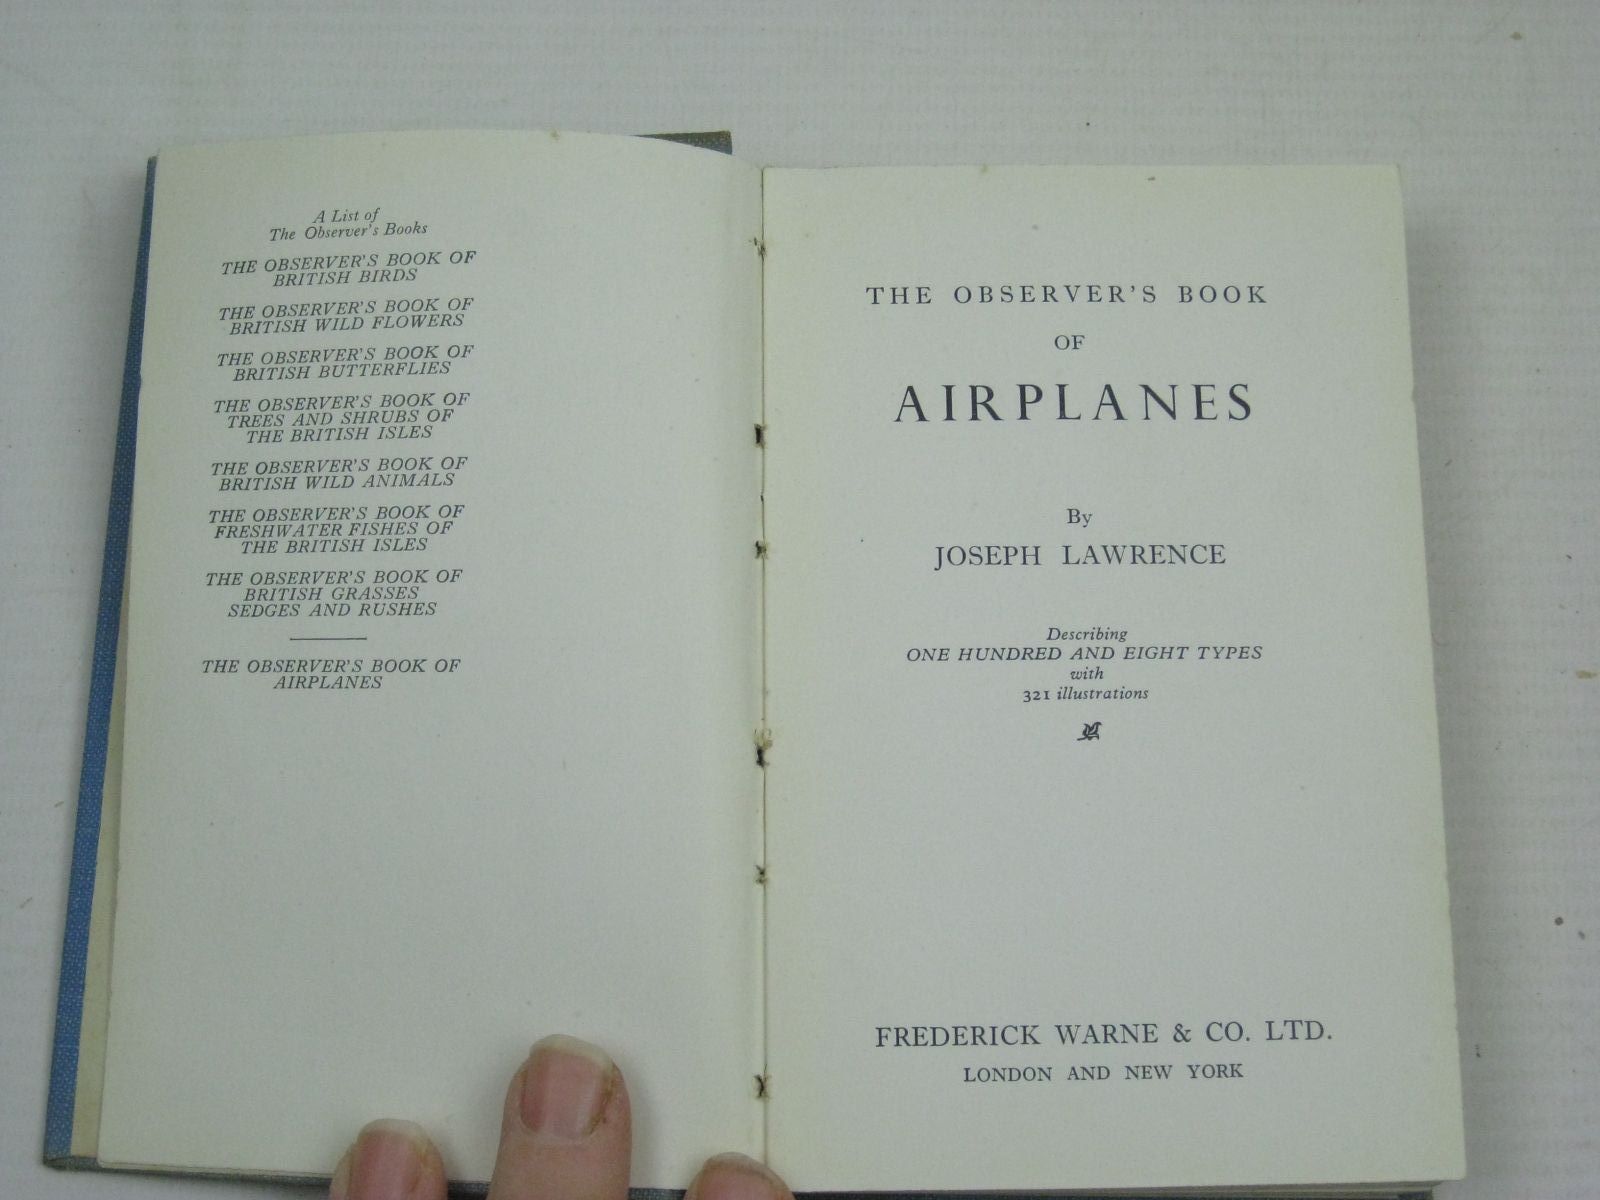 A List of
The Observer's Books
THE OBSERVER'S BOOK OF
BRITISH BIRDS
THE OBSERVER'S BOOK OF
BRITISH WILD FLOWERS
THE OBSERVER'S BOOK OF
BRITISH BUTTERFLIES
THE OBSERVER'S BOOK OF
TREES AND SHRUBS OF
THE BRITISH ISLES
THE OBSERVER'S BOOK OF
BRITISH WILD ANIMALS
THE OBSERVER'S BOOK OF
FRESHWATER FISHES OF
THE BRITISH ISLES
THE OBSERVER'S BOOK OF
BRITISH GRASSES
SEDGES AND RUSHES
THE OBSERVER'S BOOK OF
AIRPLANES
THE OBSERVER'S BOOK
OF
AIRPLANES
By
JOSEPH LAWRENCE
Describing
ONE HUNDRED AND EIGHT TYPES
with
321 illustrations
FREDERICK WARNE & CO. LTD.
LONDON AND NEW YORK